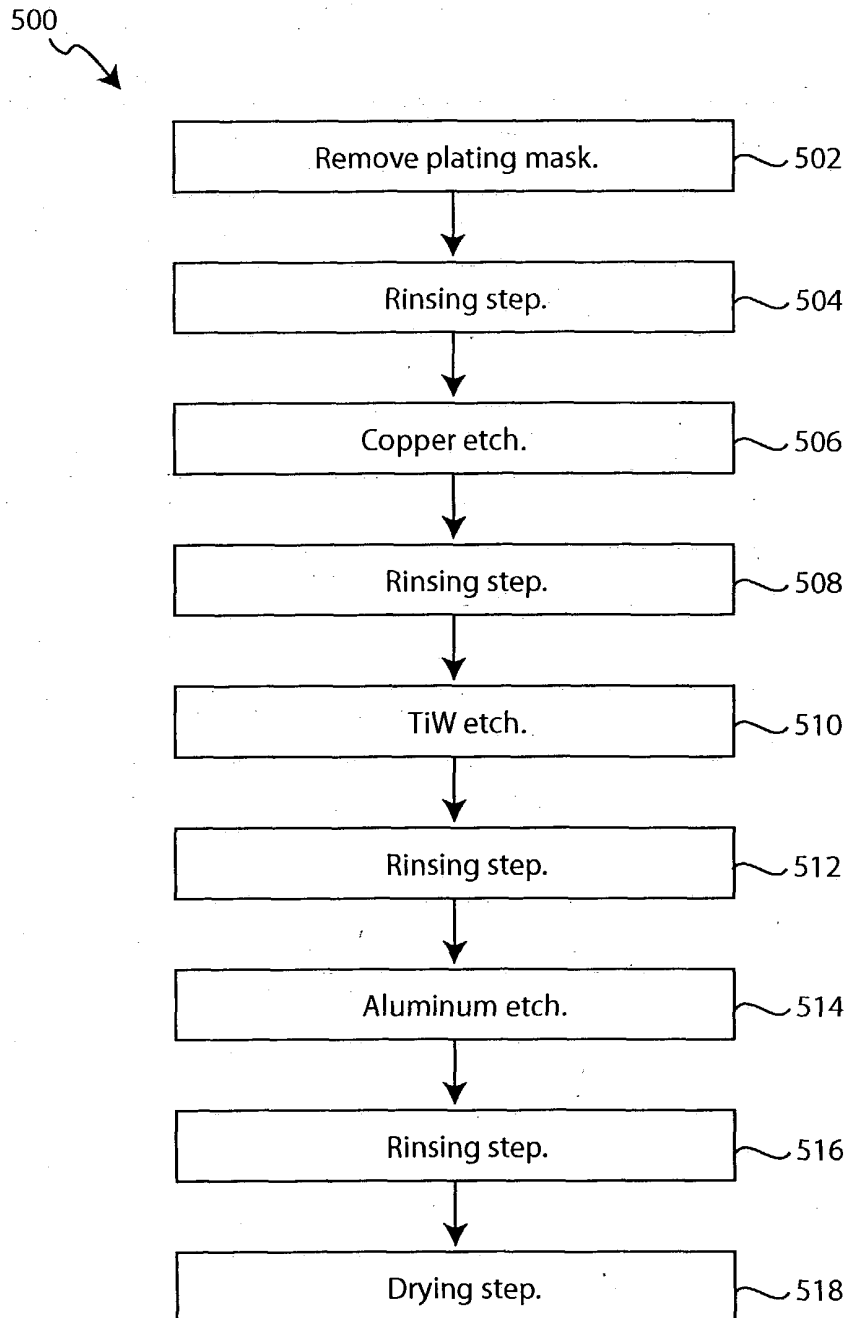 500
Remove plating mask. 502
Rinsing step. 504
Copper etch. 506
Rinsing step. 508
TiW etch. 510
Rinsing step. 512
Aluminum etch. 514
Rinsing step. 516
Drying step. 518